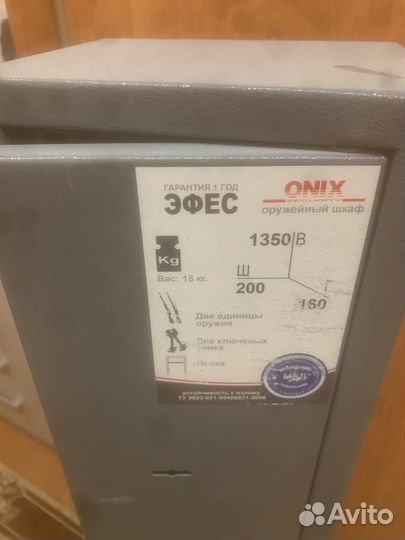 ГАРАНТИЯ 1 ГОД
ЭФЕС
ONIX
SECURITY
оружейный шкаф
1350 В
Ш
200
Г
160
Kg
Вес: 15 кг.
Две единицы
оружия
Два ключевых
замка
Полка
МВД
устойчивость к взлому
Avito